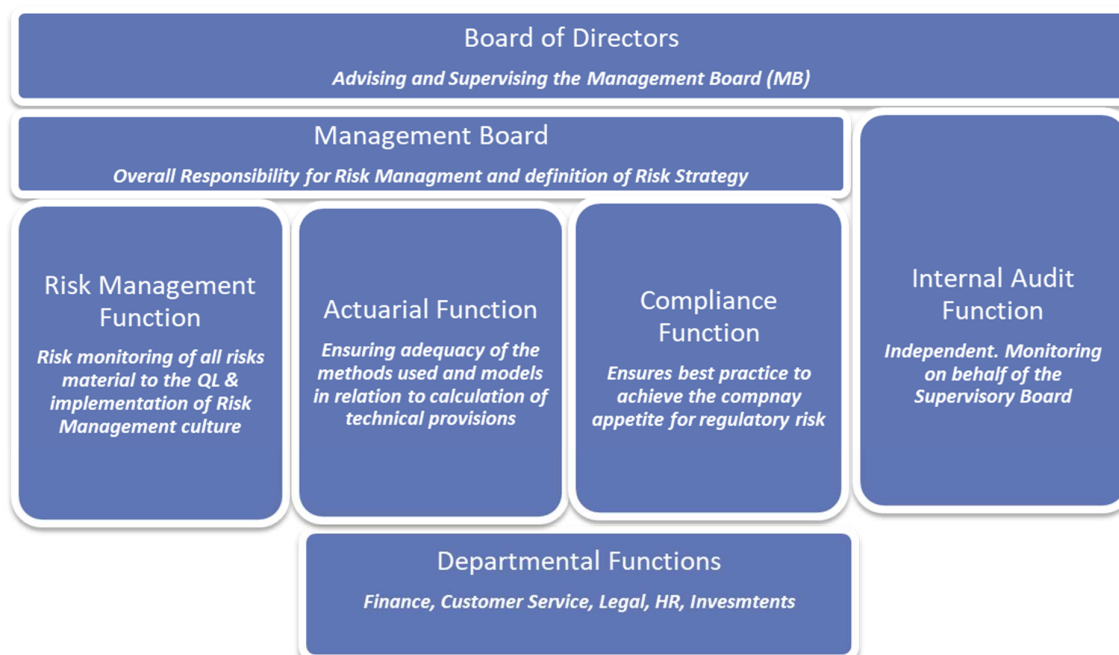 Board of Directors
Advising and Supervising the Management Board (MB)
Management Board
Overall Responsibility for Risk Managment and definition of Risk Strategy
Risk Management
Function
Risk monitoring of all risks
material to the QL &
implementation of Risk
Management culture
Actuarial Function
Ensuring adequacy of the
methods used and models
in relation to calculation of
technical provisions
Compliance
Function
Ensures best practice to
achieve the compnay
appetite for regulatory risk
Internal Audit
Function
Independent. Monitoring
on behalf of the
Supervisory Board
Departmental Functions
Finance, Customer Service, Legal, HR, Invesmtents